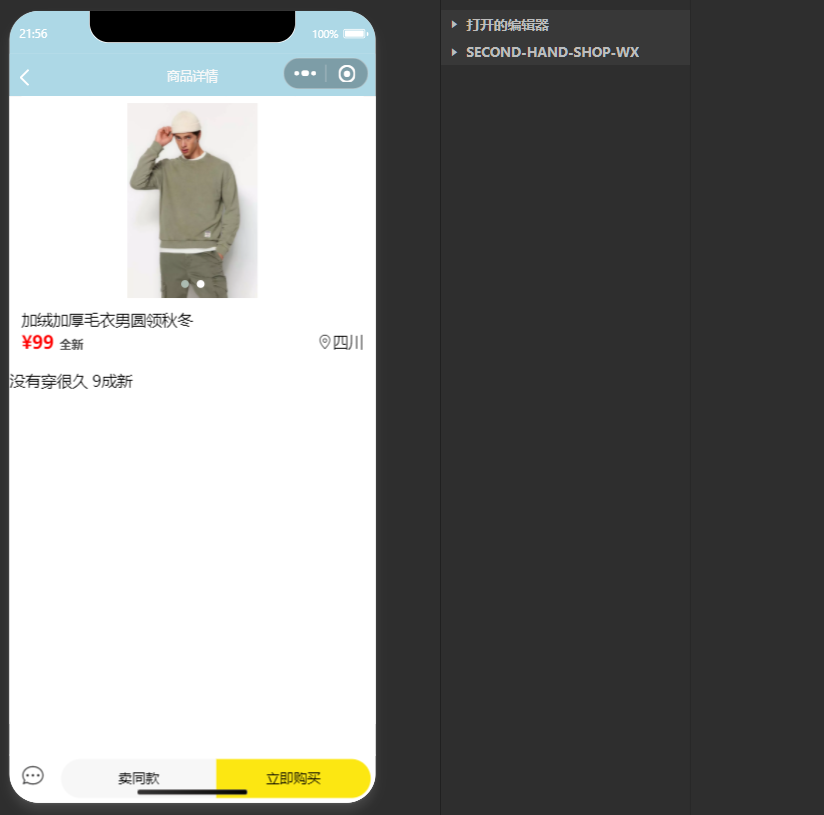 21:56
100%
商品详情
加绒加厚毛衣男圆领秋冬
¥99 全新
四川
没有穿很久 9成新
卖同款
立即购买
打开的编辑器
SECOND-HAND-SHOP-WX